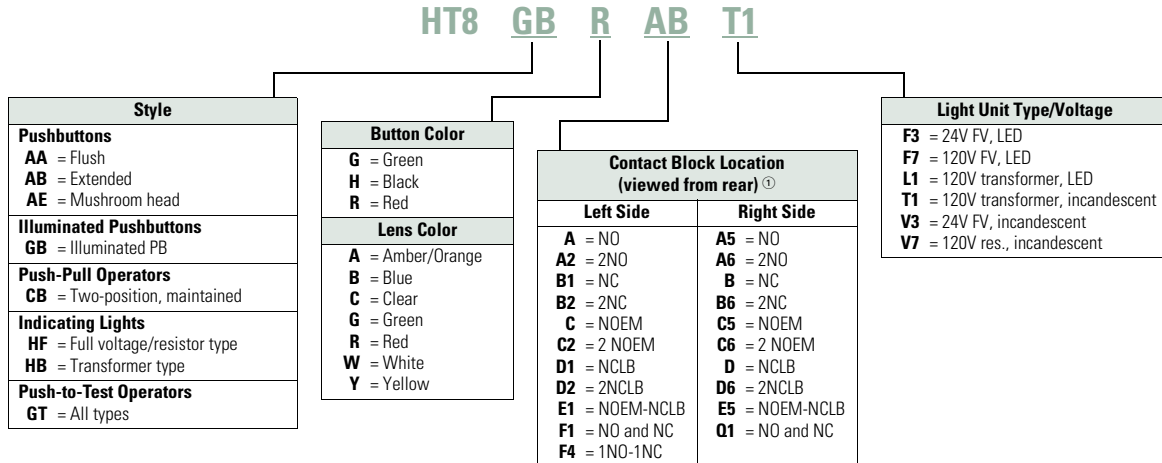 HT8 GB R AB T1
Style
Pushbuttons
AA = Flush
AB = Extended
AE = Mushroom head
Illuminated Pushbuttons
GB = Illuminated PB
Push-Pull Operators
CB = Two-position, maintained
Indicating Lights
HF = Full voltage/resistor type
HB = Transformer type
Push-to-Test Operators
GT = All types
Button Color
G = Green
H = Black
R = Red
Lens Color
A = Amber/Orange
B = Blue
C = Clear
G = Green
R = Red
W = White
Y = Yellow
Contact Block Location
(viewed from rear) ①
Left Side
A = NO
A2 = 2NO
B1 = NC
B2 = 2NC
C = NOEM
C2 = 2 NOEM
D1 = NCLB
D2 = 2NCLB
E1 = NOEM-NCLB
F1 = NO and NC
F4 = 1NO-1NC
Right Side
A5 = NO
A6 = 2NO
B = NC
B6 = 2NC
C5 = NOEM
C6 = 2 NOEM
D = NCLB
D6 = 2NCLB
E5 = NOEM-NCLB
Q1 = NO and NC
Light Unit Type/Voltage
F3 = 24V FV, LED
F7 = 120V FV, LED
L1 = 120V transformer, LED
T1 = 120V transformer, incandescent
V3 = 24V FV, incandescent
V7 = 120V res., incandescent